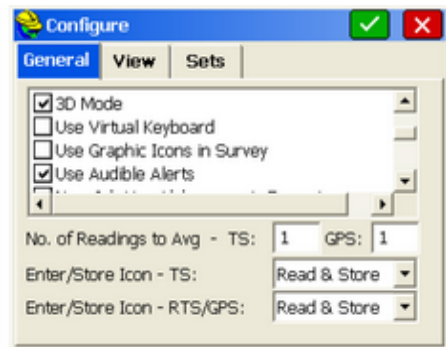 Configure
General View Sets
3D Mode
Use Virtual Keyboard
Use Graphic Icons in Survey
Use Audible Alerts
No. of Readings to Avg - TS: 1 GPS: 1
Enter/Store Icon - TS: Read & Store
Enter/Store Icon - RTS/GPS: Read & Store